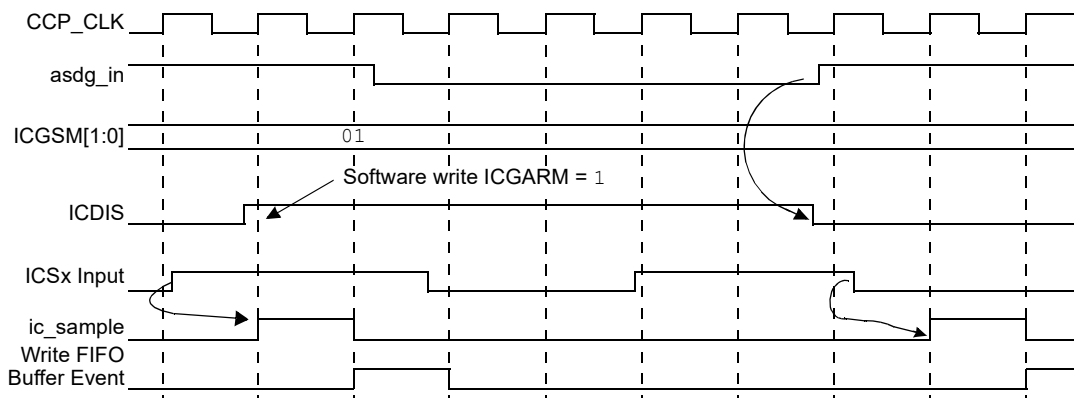 CCP_CLK
asdg_in
ICGSM[1:0]
01
Software write ICGARM = 1
ICDIS
ICSx Input
ic_sample
Write FIFO
Buffer Event